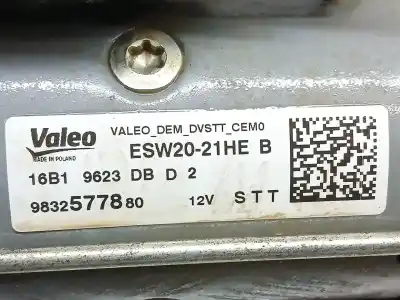 Valeo VALEO_DEM_DVSTT_CEM0
MADE IN POLAND ESW20-21HE B
16B1 9623 DB D 2
9832577880 12V STT